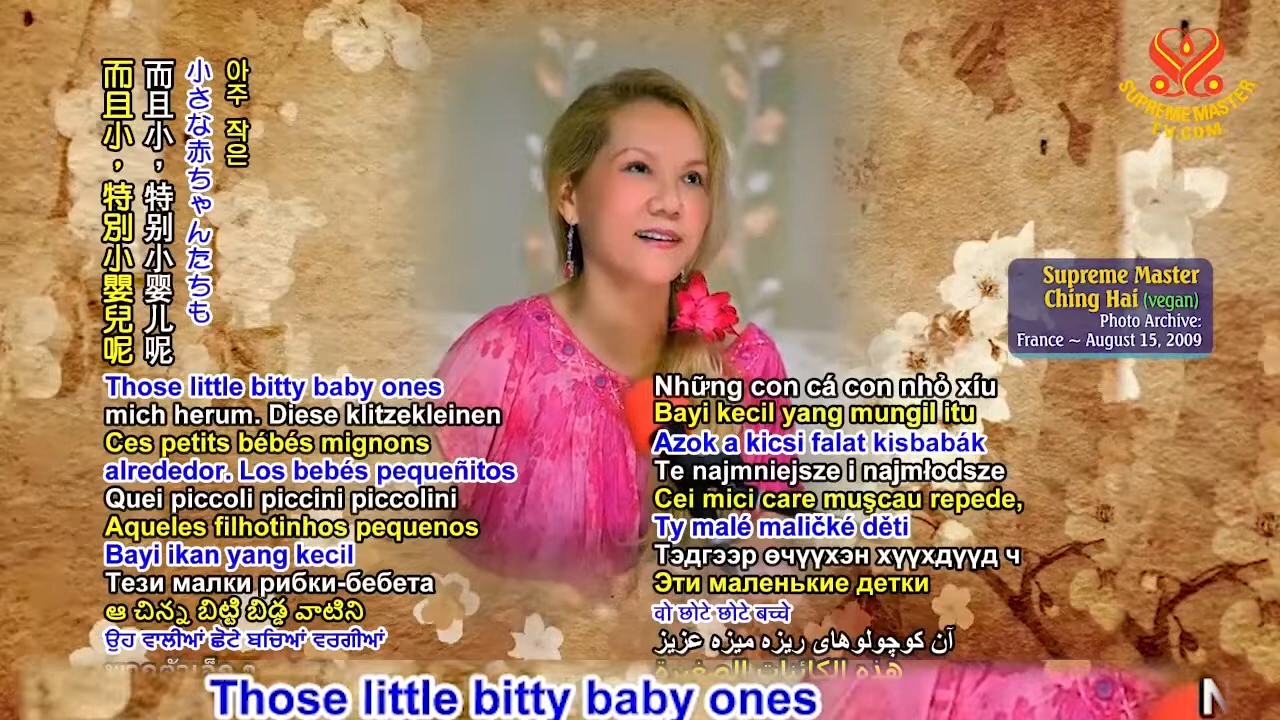 而且小，特別小嬰兒呢
而且小，特别小婴儿呢
小さな赤ちゃんたちも
아주 작은
SUPREME MASTER
TV.COM
Supreme Master
Ching Hai (vegan)
Photo Archive:
France ~ August 15, 2009
Those little bitty baby ones
mich herum. Diese klitzekleinen
Ces petits bébés mignons
alrededor. Los bebés pequeñitos
Quei piccoli piccini piccolini
Aqueles filhotinhos pequenos
Bayi ikan yang kecil
Тези малки рибки-бебета
ఆ చిన్న బిట్టి బిడ్డ వాటిని
ਉਹ ਵਾਲੀਆਂ ਛੋਟੇ ਬਚਿਆਂ ਵਰਗੀਆਂ
Những con cá con nhỏ xíu
Bayi kecil yang mungil itu
Azok a kicsi falat kisbabák
Te najmniejsze i najmłodsze
Cei mici care mușcau repede,
Ty malé maličké děti
Тэдгээр өчүүхэн хүүхдүүд ч
Эти маленькие детки
वो छोटे छोटे बच्चे
آن کوچولوهای ریزه میزه عزیز
هذه الكائنات الصغيرة
Those little bitty baby ones